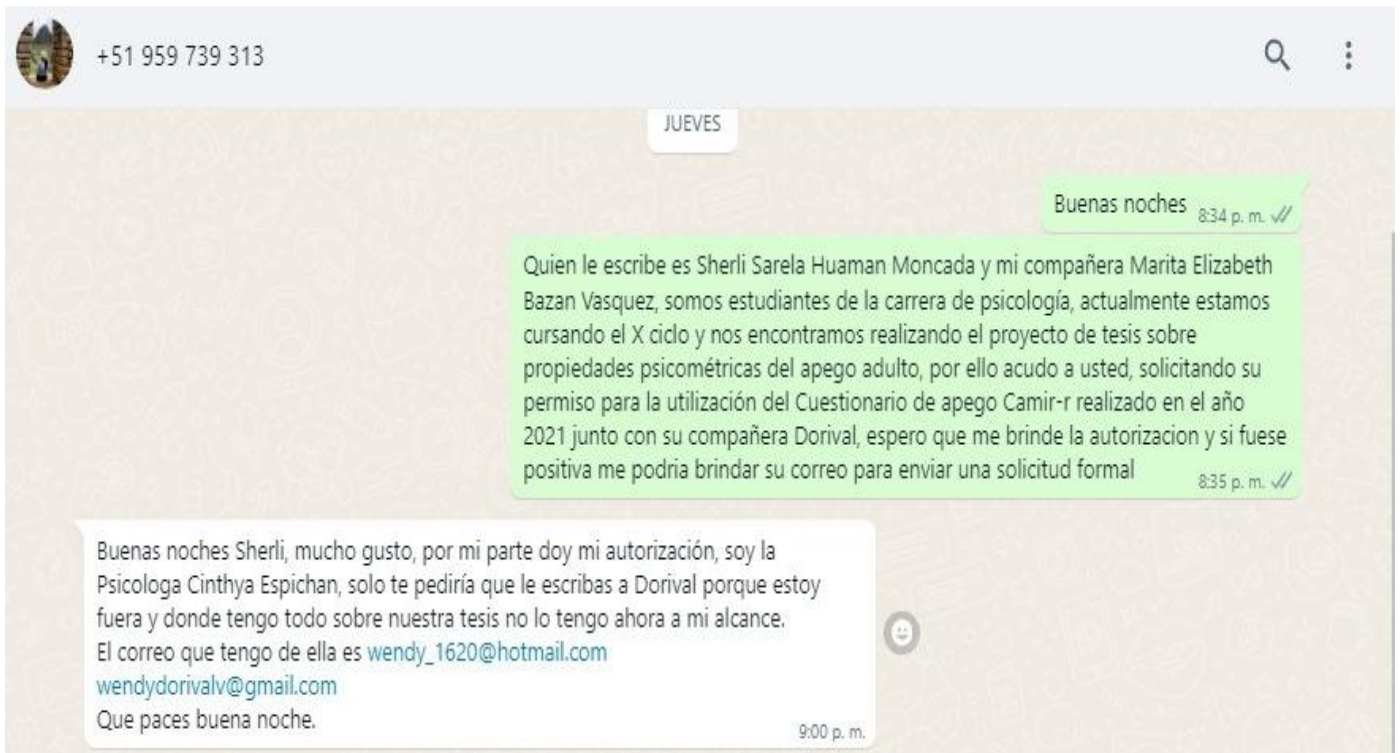 +51 959 739 313
JUEVES
Buenas noches 8:34 p. m.
Quien le escribe es Sherli Sarela Huaman Moncada y mi compañera Marita Elizabeth
Bazan Vasquez, somos estudiantes de la carrera de psicología, actualmente estamos
cursando el X ciclo y nos encontramos realizando el proyecto de tesis sobre
propiedades psicométricas del apego adulto, por ello acudo a usted, solicitando su
permiso para la utilización del Cuestionario de apego Camir-r realizado en el año
2021 junto con su compañera Dorival, espero que me brinde la autorizacion y si fuese
positiva me podria brindar su correo para enviar una solicitud formal 8:35 p. m.
Buenas noches Sherli, mucho gusto, por mi parte doy mi autorización, soy la
Psicologa Cinthya Espichan, solo te pediría que le escribas a Dorival porque estoy
fuera y donde tengo todo sobre nuestra tesis no lo tengo ahora a mi alcance.
El correo que tengo de ella es wendy_1620@hotmail.com
wendydorivalv@gmail.com
Que paces buena noche. 9:00 p. m.